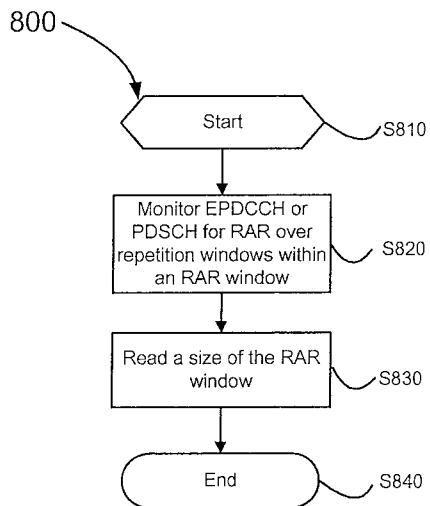 800
Start
S810
Monitor EPDCCH or
PDSCH for RAR over
repetition windows within
an RAR window
S820
Read a size of the RAR
window
S830
End
S840